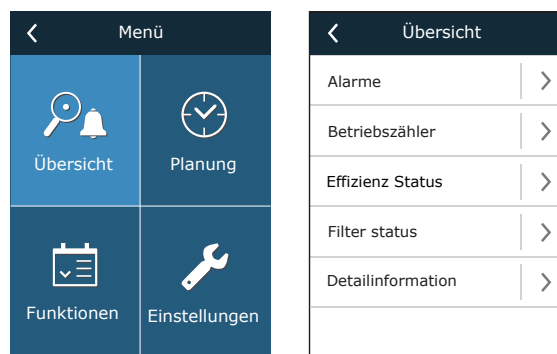 Menü
Übersicht
Planung
Funktionen
Einstellungen
Übersicht
Alarme
Betriebszähler
Effizienz Status
Filter status
Detailinformation